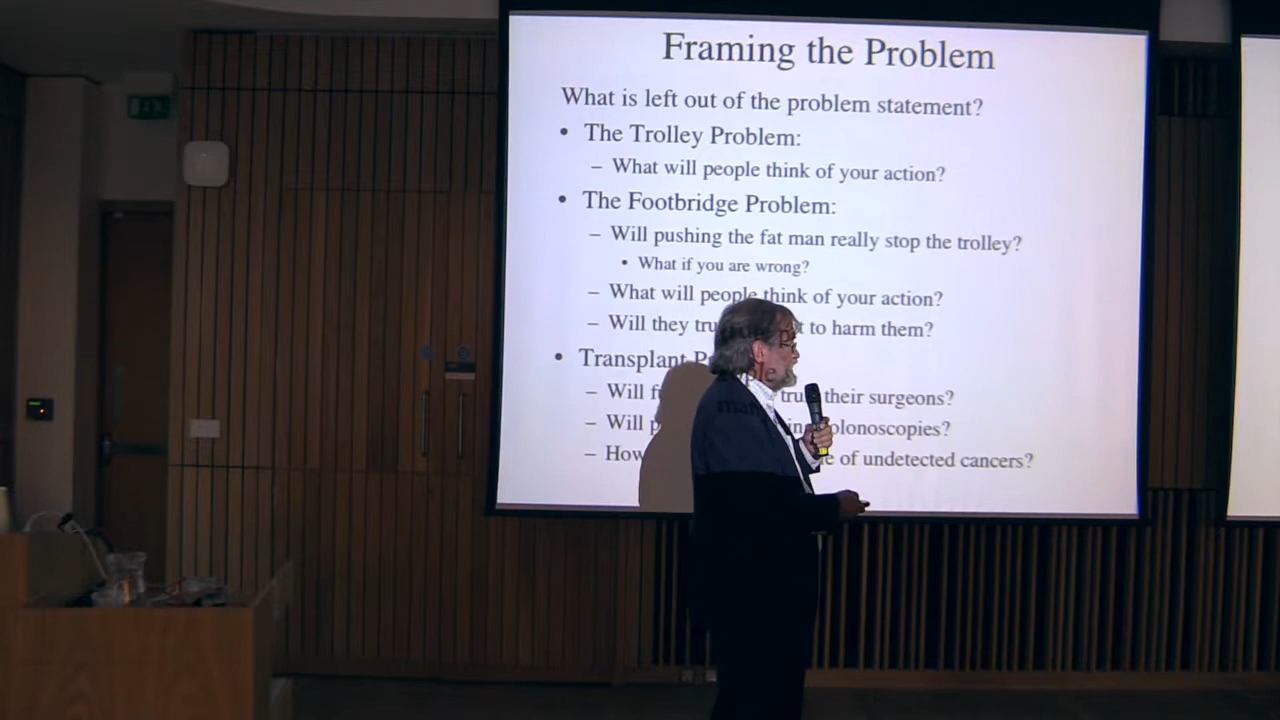 Framing the Problem
What is left out of the problem statement?
• The Trolley Problem:
– What will people think of your action?
• The Footbridge Problem:
– Will pushing the fat man really stop the trolley?
• What if you are wrong?
– What will people think of your action?
– Will they to harm them?
• Transplant
– Will their surgeons?
– Will colonoscopies?
– How of undetected cancers?